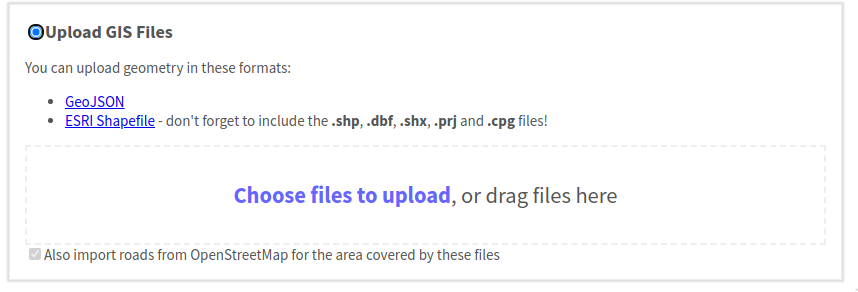 Upload GIS Files
You can upload geometry in these formats:
GeoJSON
ESRI Shapefile - don't forget to include the .shp, .dbf, .shx, .prj and .cpg files!
Choose files to upload, or drag files here
Also import roads from OpenStreetMap for the area covered by these files